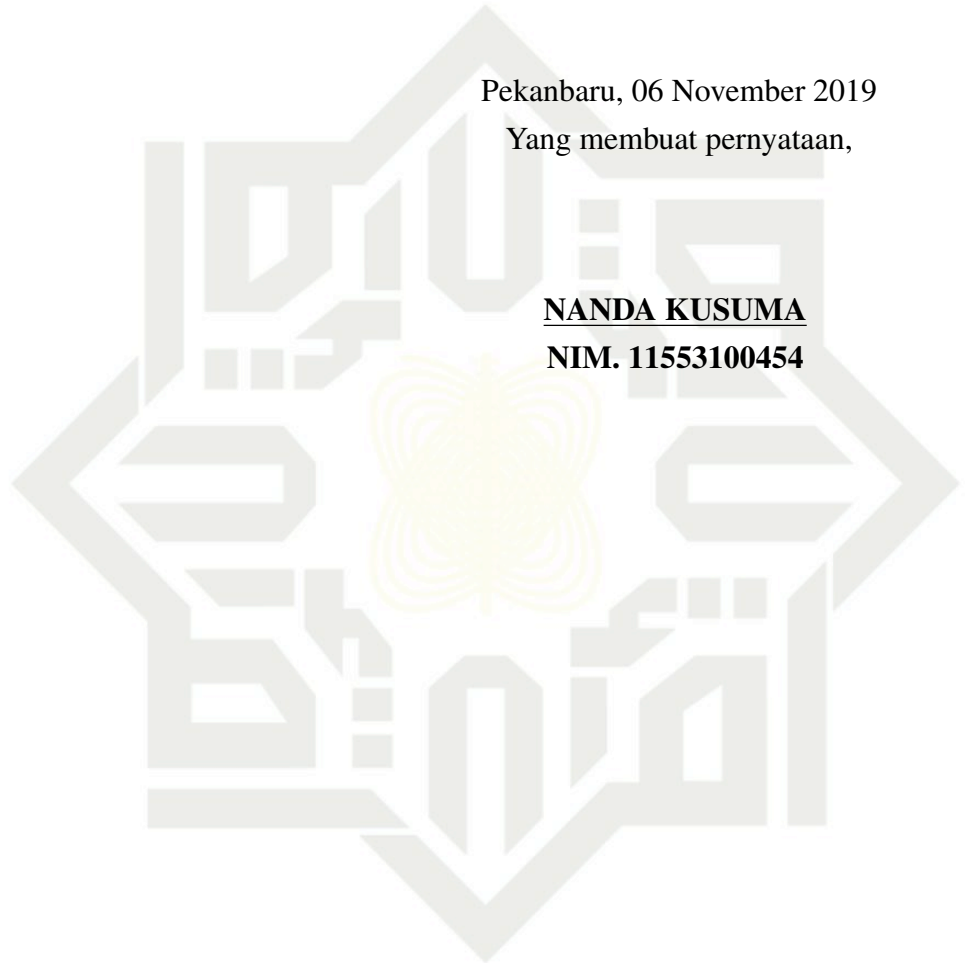 Pekanbaru, 06 November 2019
Yang membuat pernyataan,
NANDA KUSUMA
NIM. 11553100454